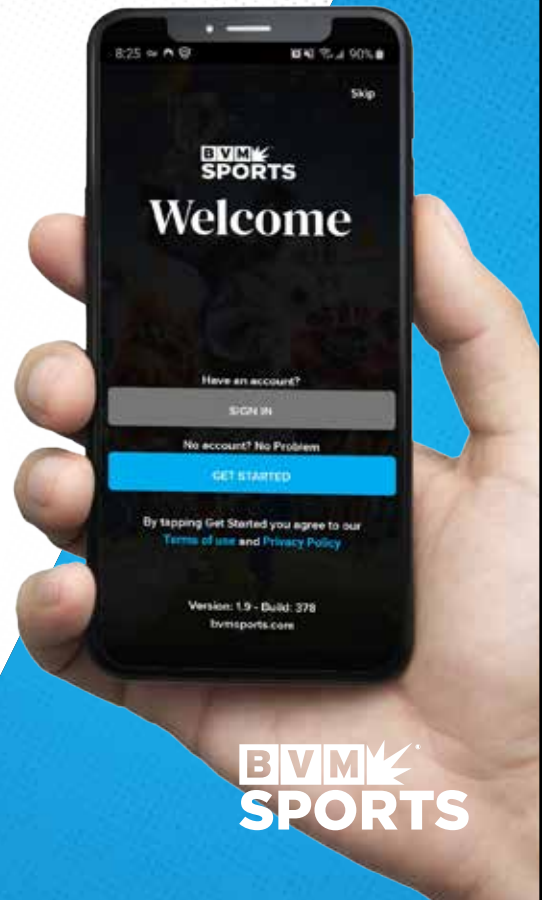 8:25
90%
Skip
BVM
SPORTS
Welcome
Have an account?
SIGN IN
No account? No Problem
GET STARTED
By tapping Get Started you agree to our
Terms of use and Privacy Policy
Version: 1.9 - Build: 378
bvmsports.com
BVM
SPORTS